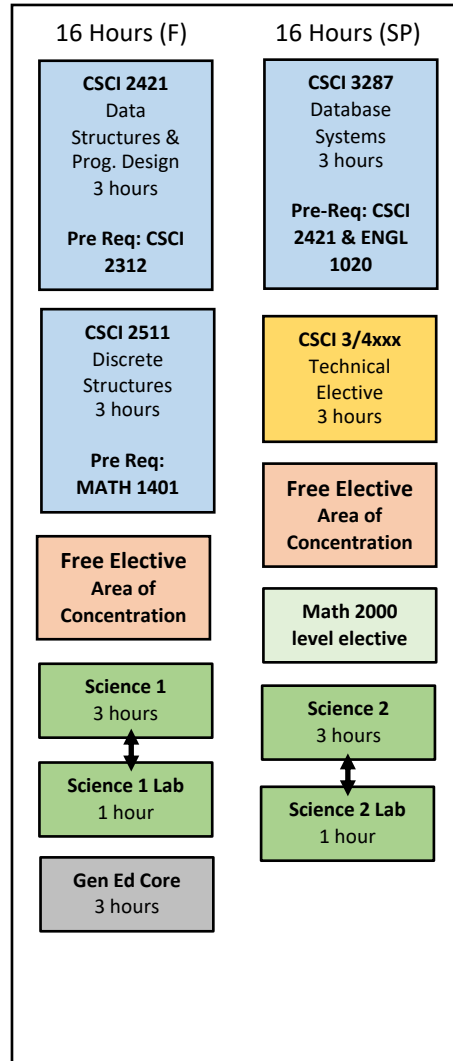 16 Hours (F)
CSCI 2421
Data
Structures &
Prog. Design
3 hours
Pre Req: CSCI
2312
CSCI 2511
Discrete
Structures
3 hours
Pre Req:
MATH 1401
Free Elective
Area of
Concentration
Science 1
3 hours
Science 1 Lab
1 hour
Gen Ed Core
3 hours
16 Hours (SP)
CSCI 3287
Database
Systems
3 hours
Pre-Req: CSCI
2421 & ENGL
1020
CSCI 3/4xxx
Technical
Elective
3 hours
Free Elective
Area of
Concentration
Math 2000
level elective
Science 2
3 hours
Science 2 Lab
1 hour